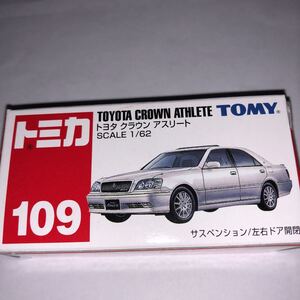 トミカ
109
TOYOTA CROWN ATHLETE TOMY
トヨタ クラウン アスリート
SCALE 1/62
サスペンション/左右ドア開閉